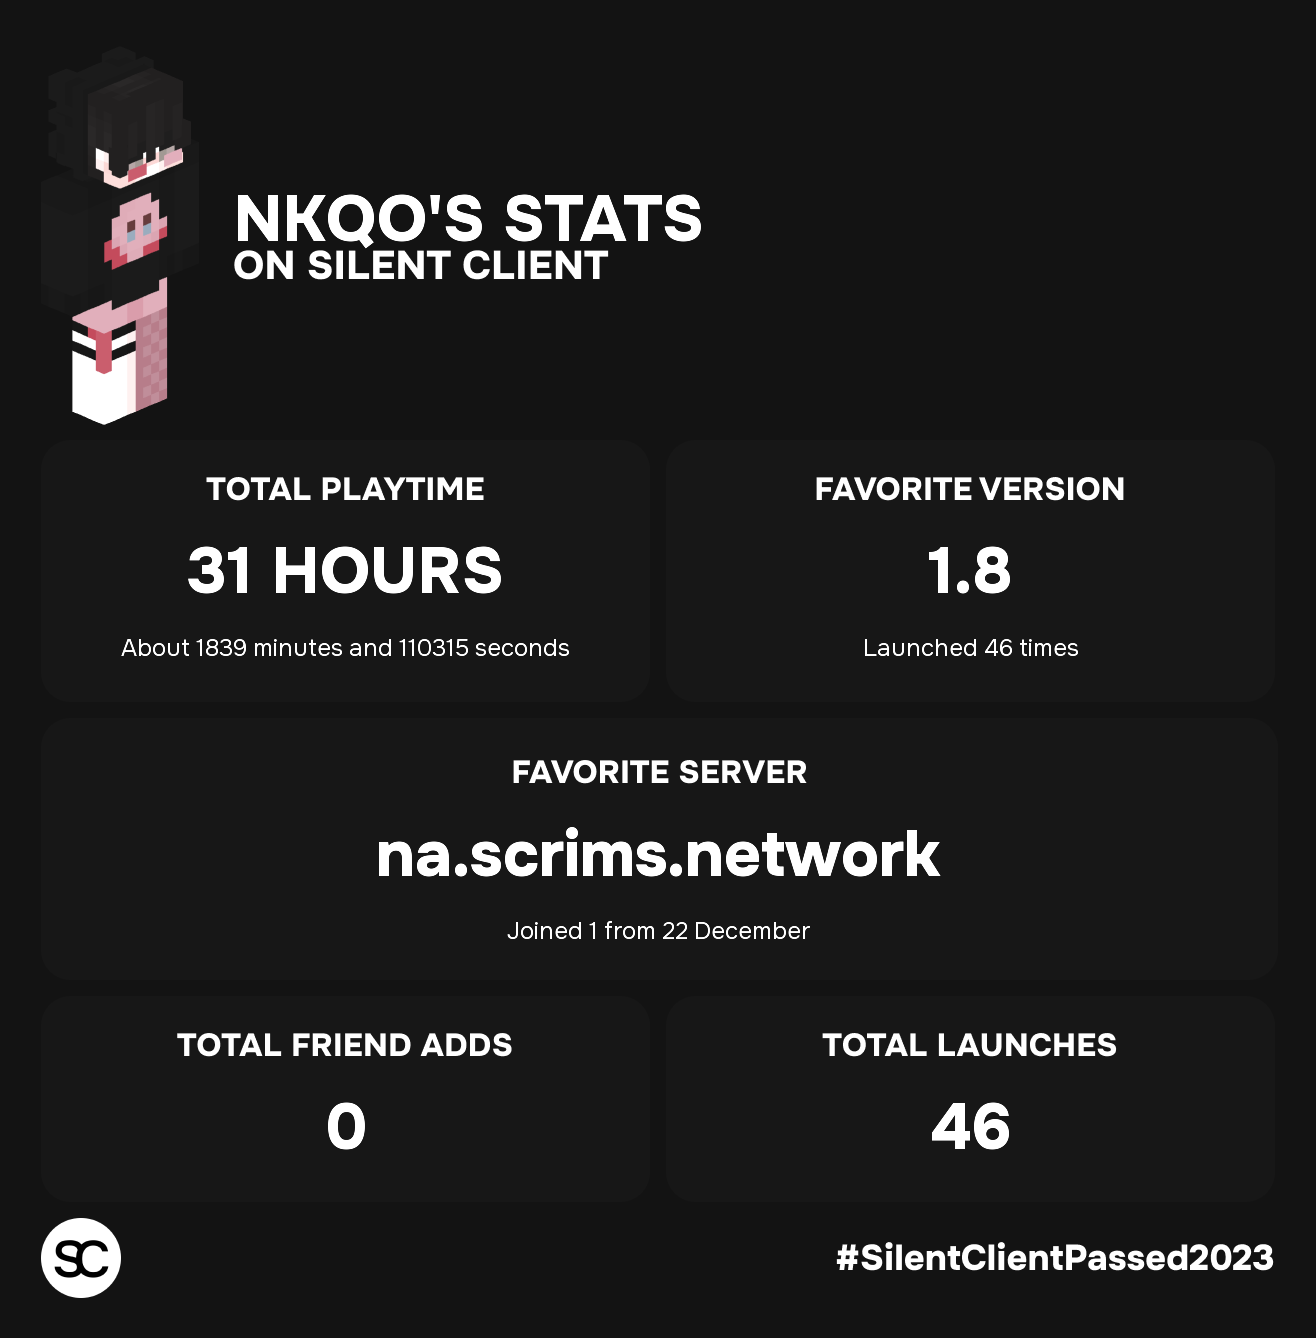 NKQO'S STATS
ON SILENT CLIENT
TOTAL PLAYTIME
31 HOURS
About 1839 minutes and 110315 seconds
FAVORITE VERSION
1.8
Launched 46 times
FAVORITE SERVER
na.scrims.network
Joined 1 from 22 December
TOTAL FRIEND ADDS
0
TOTAL LAUNCHES
46
SC
#SilentClientPassed2023